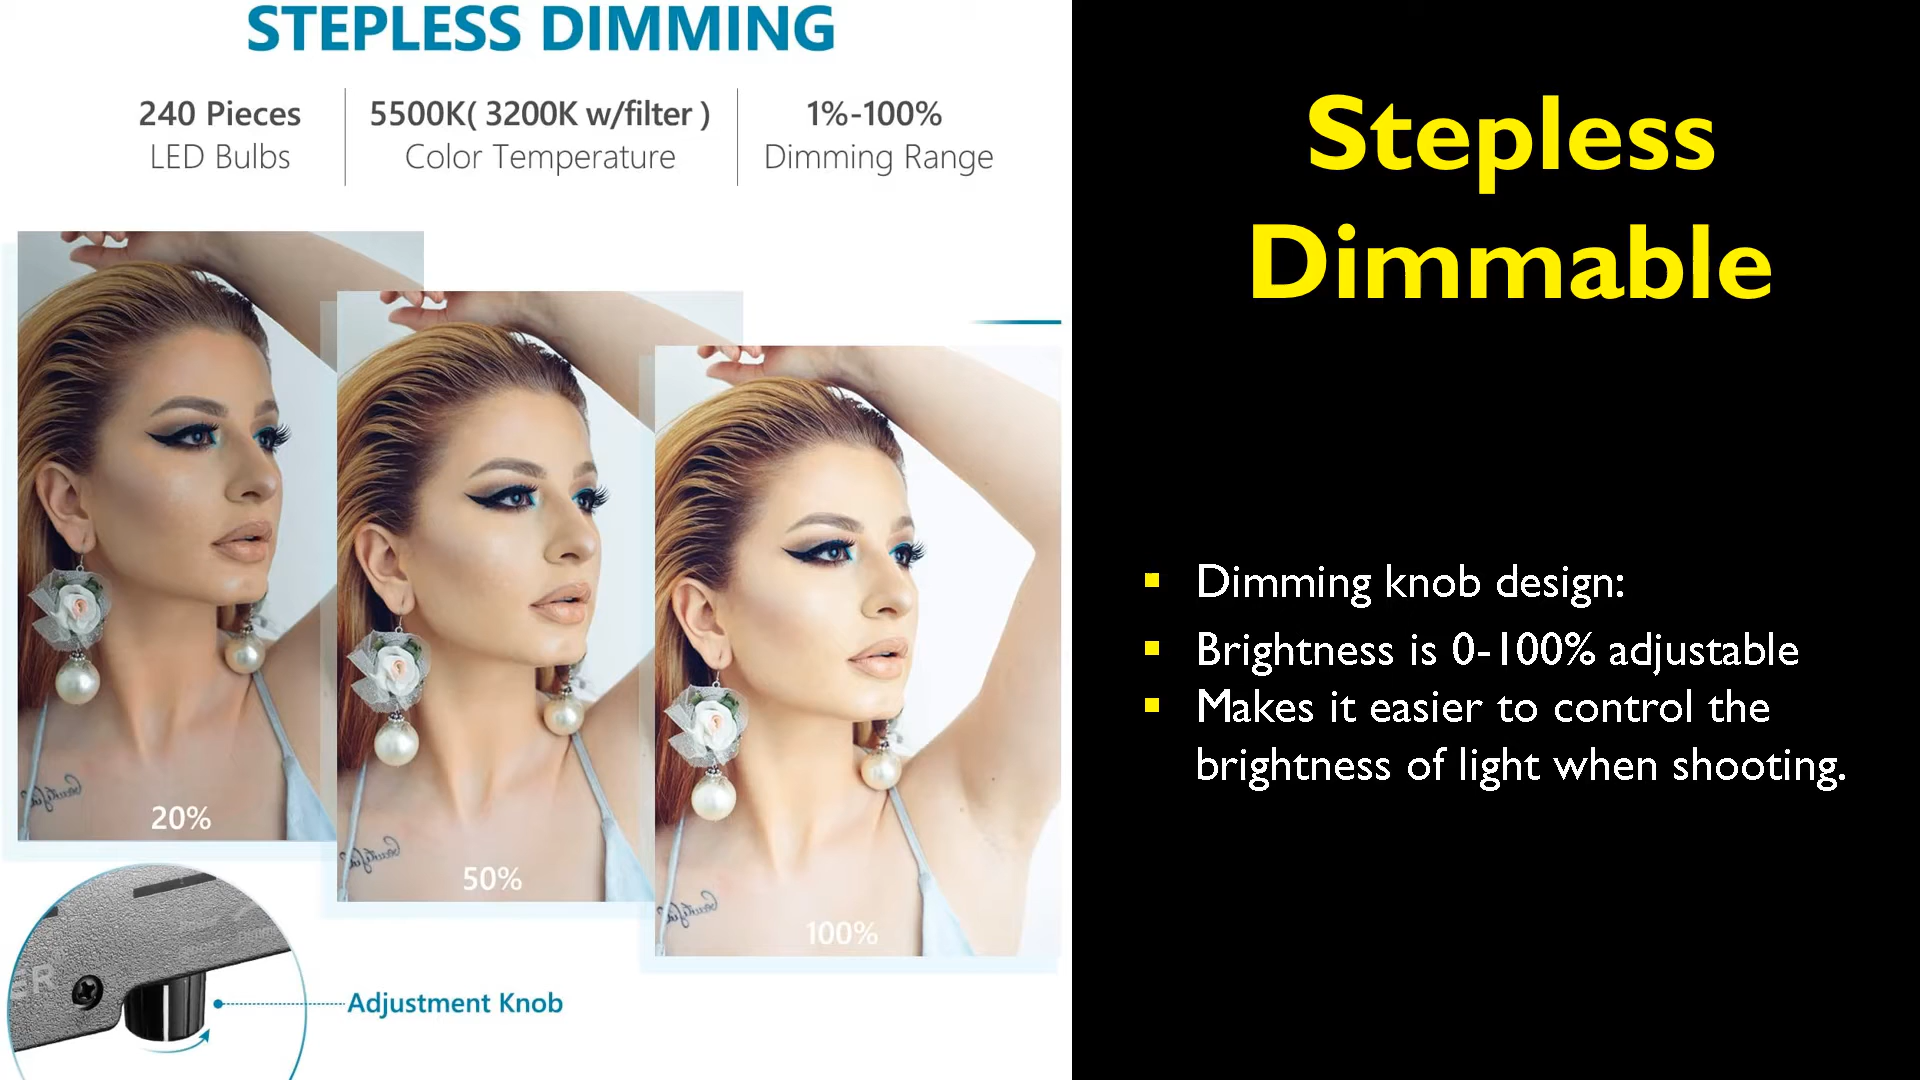 STEPLESS DIMMING
240 Pieces
LED Bulbs
5500K( 3200K w/filter )
Color Temperature
1%-100%
Dimming Range
20%
50%
100%
Adjustment Knob
Stepless
Dimmable
▪ Dimming knob design:
▪ Brightness is 0-100% adjustable
▪ Makes it easier to control the
brightness of light when shooting.